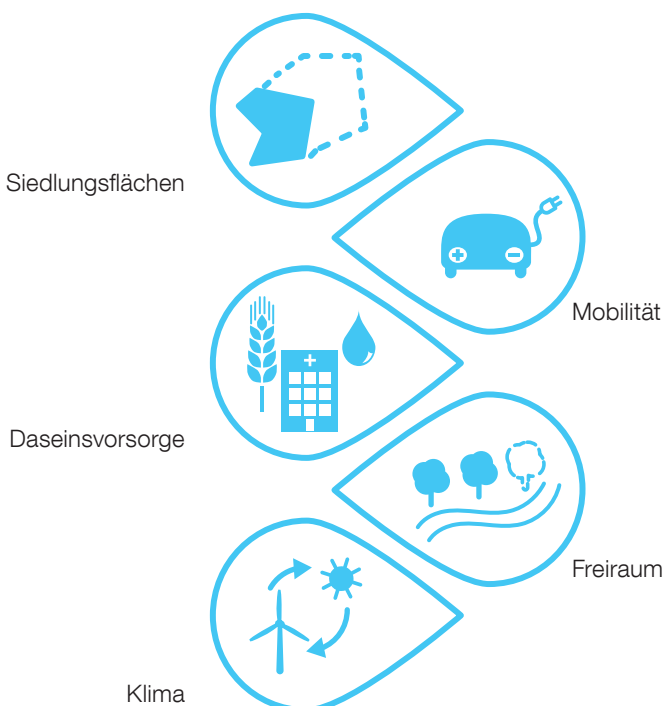 Siedlungsflächen
Mobilität
Daseinsvorsorge
Freiraum
Klima